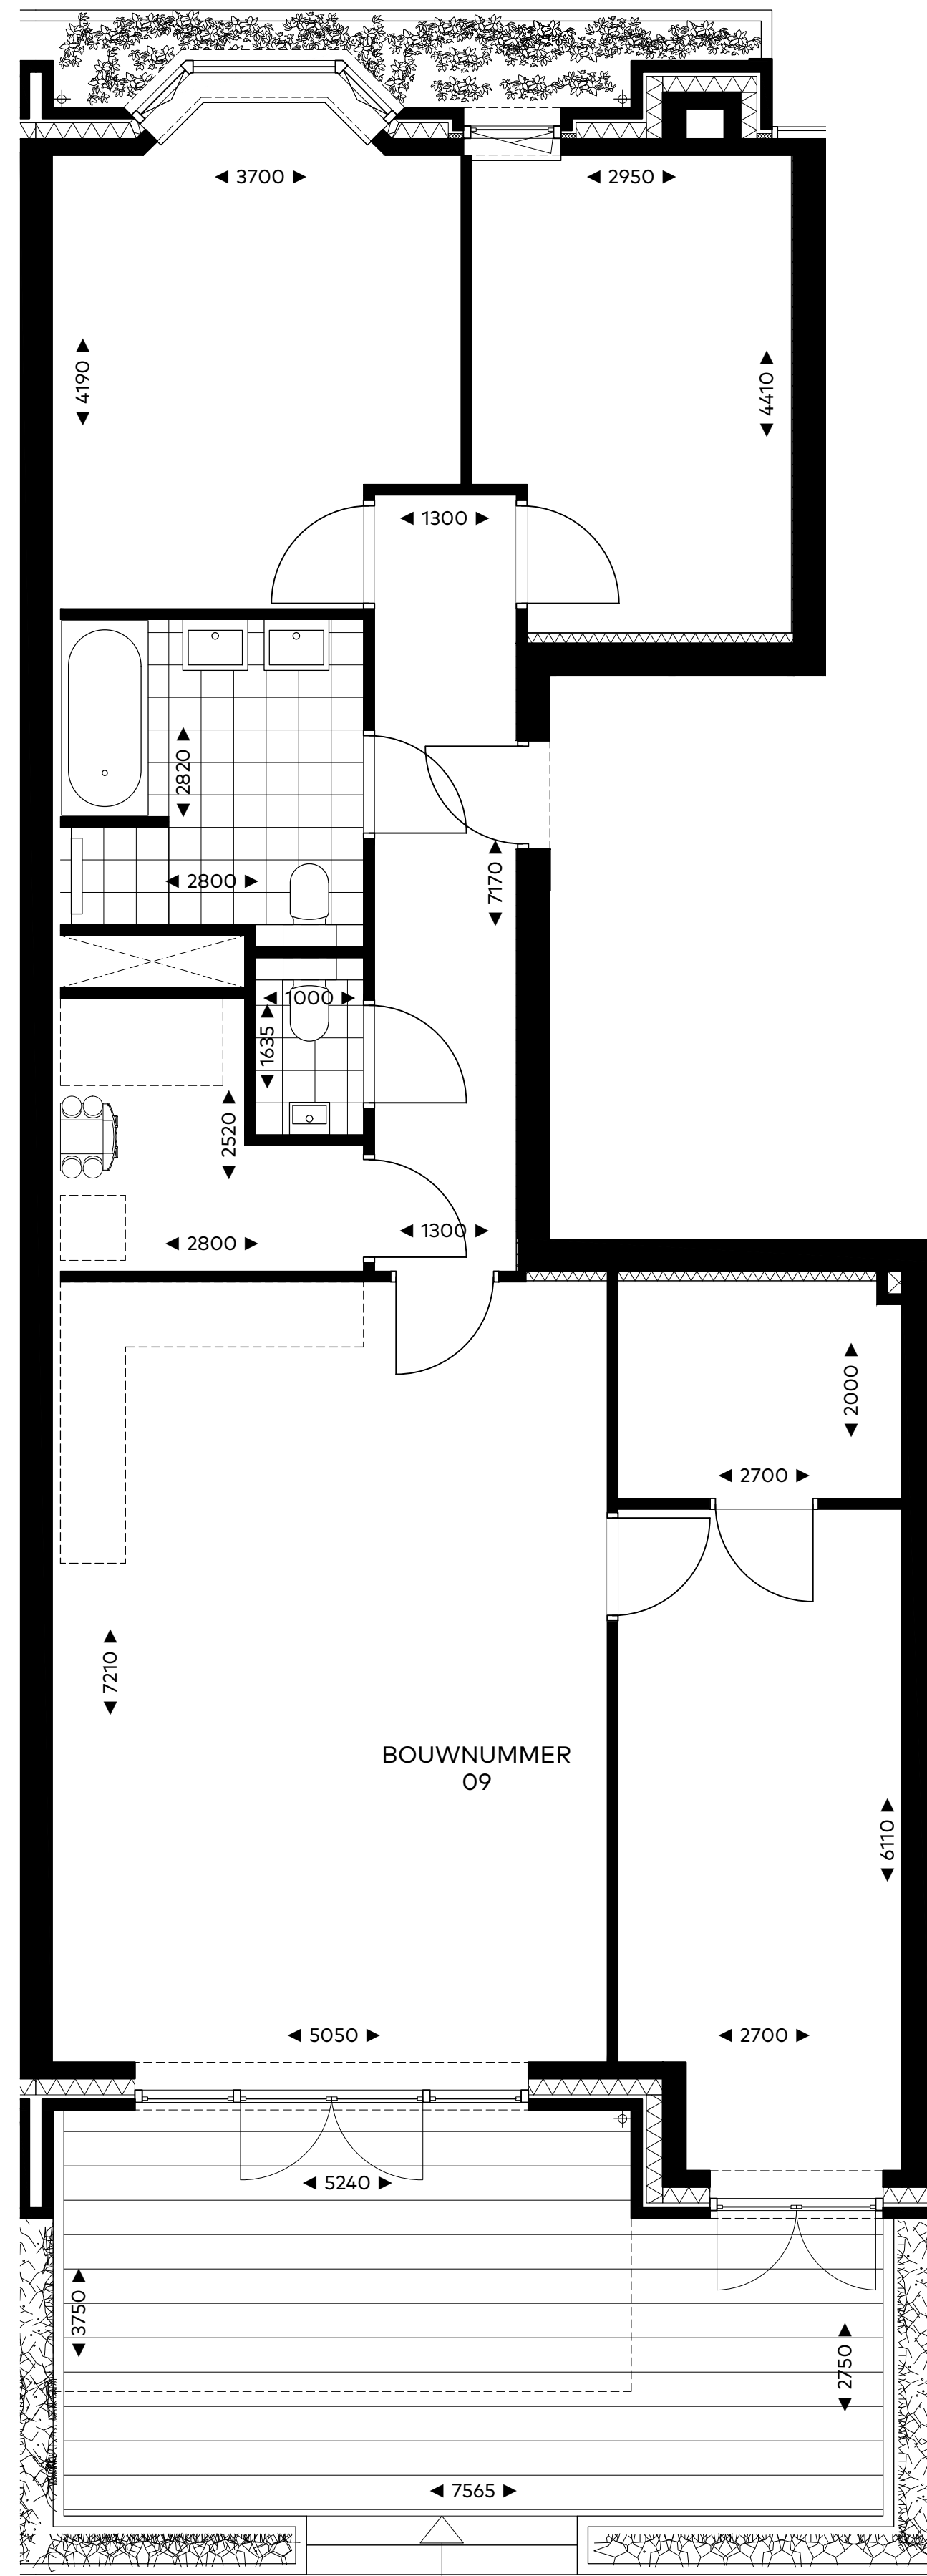 ◄ 3700 ►
◄ 2950 ►
◄ 4190 ►
◄ 4410 ►
◄ 1300 ►
◄ 2820 ►
◄ 7170 ►
◄ 2800 ►
◄ 1000 ►
◄ 1635 ►
◄ 2520 ►
◄ 1300 ►
◄ 2800 ►
◄ 2000 ►
◄ 2700 ►
◄ 7210 ►
BOUWNUMMER
09
◄ 6110 ►
◄ 5050 ►
◄ 2700 ►
◄ 5240 ►
◄ 3750 ►
◄ 2750 ►
◄ 7565 ►